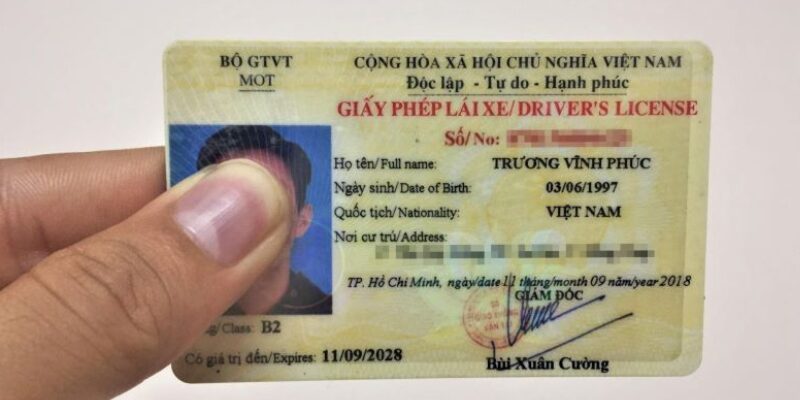 BỘ GTVT
MOT
CỘNG HÒA XÃ HỘI CHỦ NGHĨA VIỆT NAM
Độc lập - Tự do - Hạnh phúc
GIẤY PHÉP LÁI XE/DRIVER'S LICENSE
Số/No:
Họ tên/Full name: TRƯƠNG VĨNH PHÚC
Ngày sinh/Date of Birth: 03/06/1997
Quốc tịch/Nationality: VIỆT NAM
Nơi cư trú/Address:
TP. Hồ Chí Minh, ngày/date 11 tháng/month 09 năm/year 2018
GIÁM ĐỐC
/Class: B2
Có giá trị đến/Expires: 11/09/2028
Bùi Xuân Cường